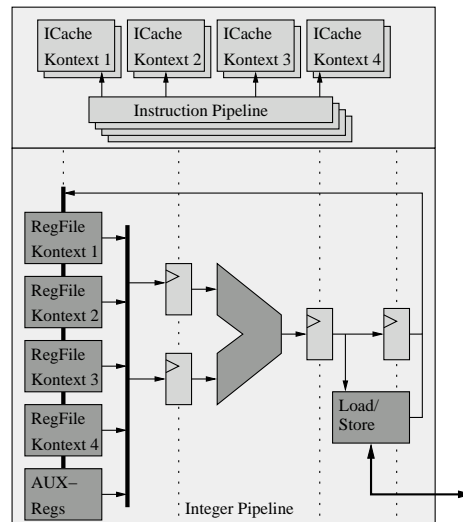 ICache
Kontext 1
ICache
Kontext 2
ICache
Kontext 3
ICache
Kontext 4
Instruction Pipeline
RegFile
Kontext 1
RegFile
Kontext 2
RegFile
Kontext 3
RegFile
Kontext 4
AUX–
Regs
Load/
Store
Integer Pipeline